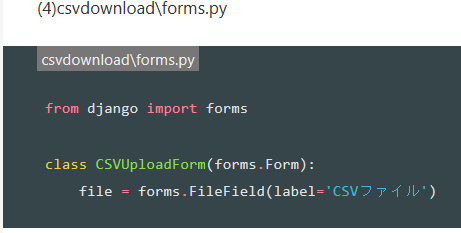 (4)csvdownload\forms.py
csvdownload\forms.py
from django import forms
class CSVUploadForm(forms.Form):
    file = forms.FileField(label='CSVファイル')